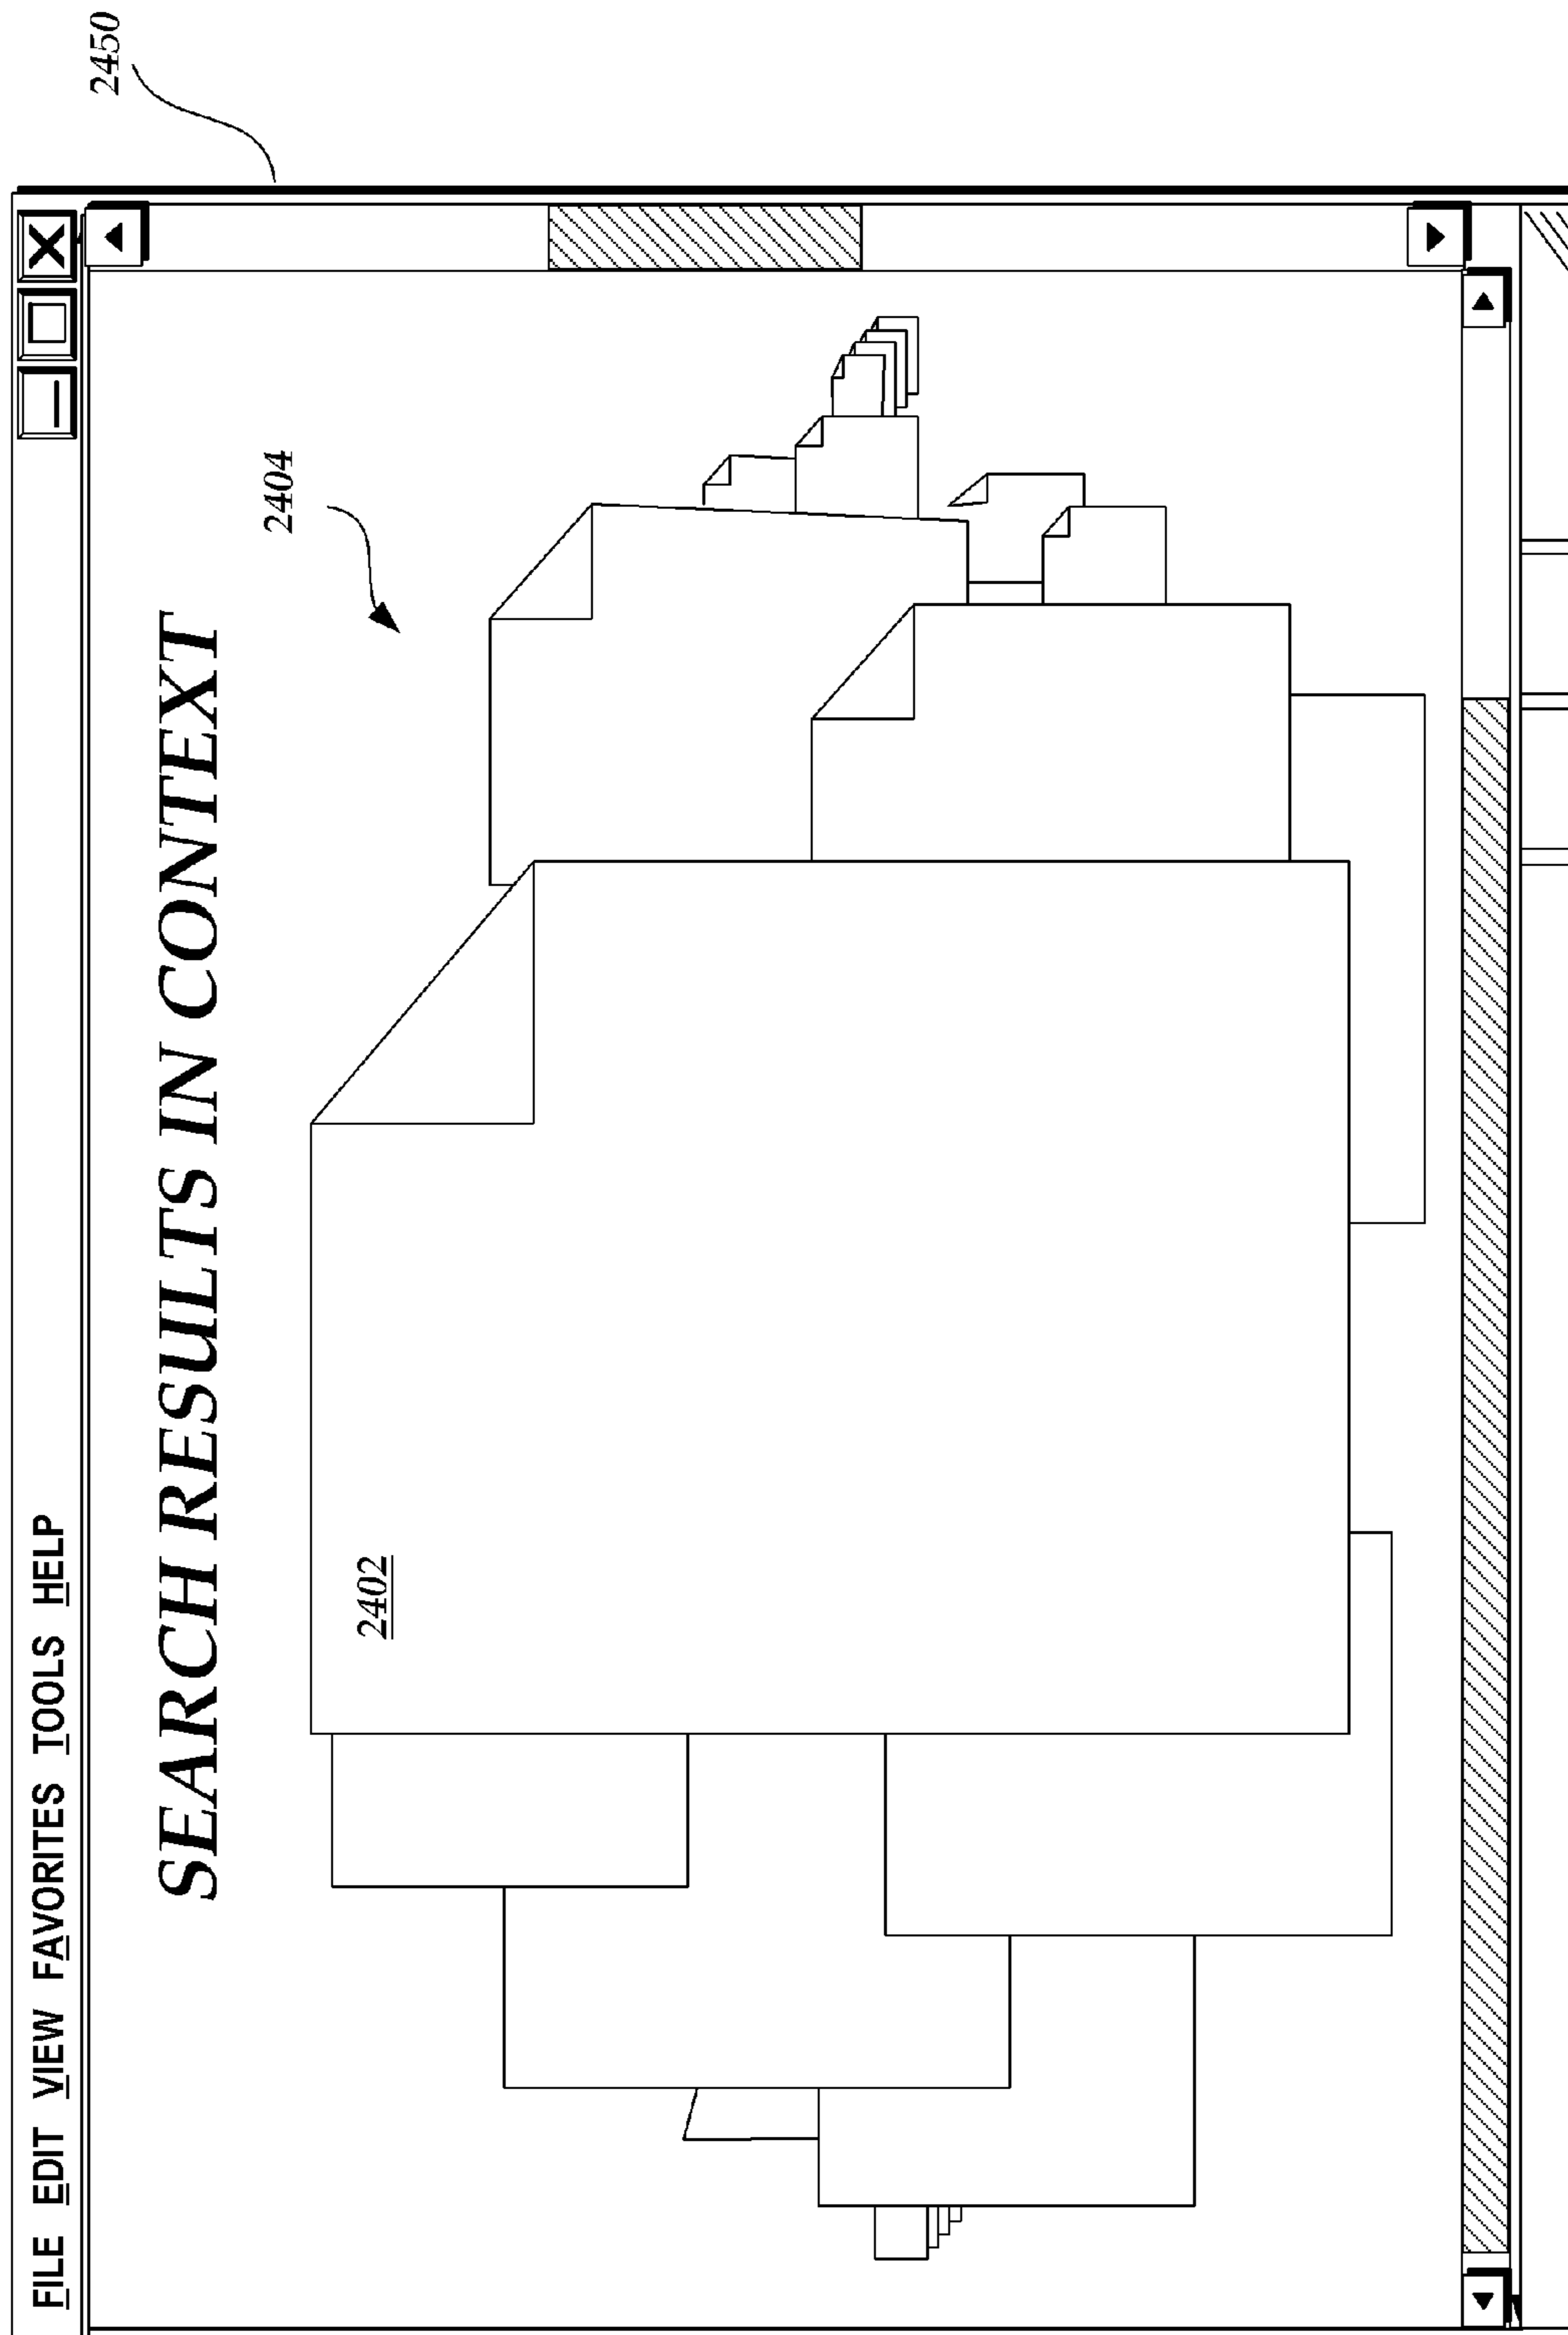 2450
FILE EDIT VIEW FAVORITES TOOLS HELP
SEARCH RESULTS IN CONTEXT
2404
2402